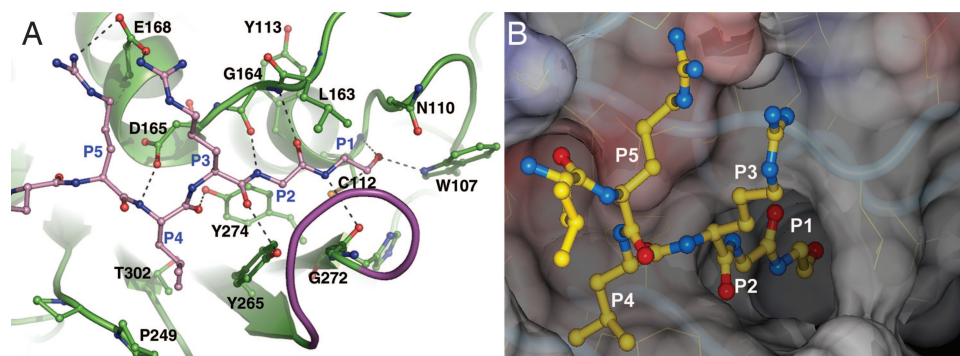 A
E168
Y113
G164
L163
N110
D165
P5
P3
P1
C112
W107
P2
Y274
P4
G272
T302
Y265
P249
B
P5
P3
P1
P2
P4